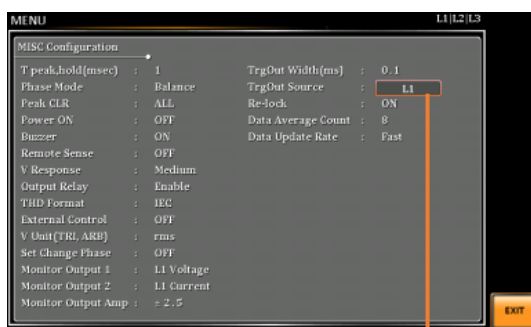 MENU
L1|L2|L3
MISC Configuration
T peak,hold(msec) : 1
Phase Mode : Balance
Peak CLR : ALL
Power ON : OFF
Buzzer : ON
Remote Sense : OFF
V Response : Medium
Output Relay : Enable
THD Format : IEC
External Control : OFF
V Unit(TRI, ARB) : rms
Set Change Phase : OFF
Monitor Output 1 : L1 Voltage
Monitor Output 2 : L1 Current
Monitor Output Amp : ± 2.5
TrgOut Width(ms) : 0.1
TrgOut Source : L1
Re-lock : ON
Data Average Count : 8
Data Update Rate : Fast
EXIT